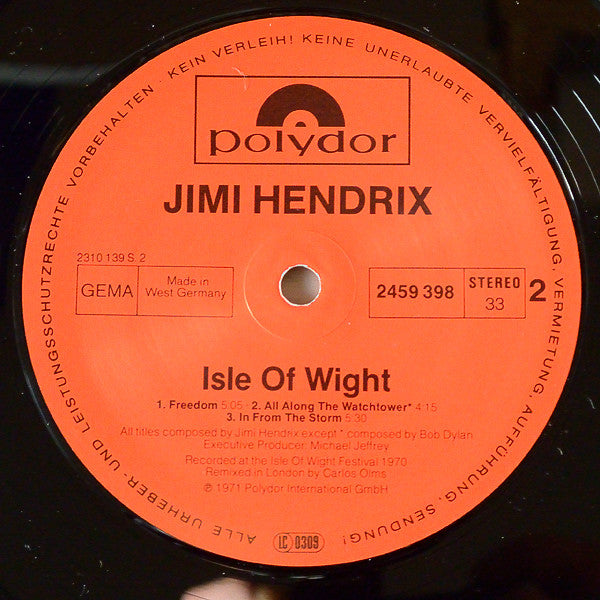 ALLE URHEBER- UND LEISTUNGSSCHUTZRECHTE VORBEHALTEN · KEIN VERLEIH! KEINE UNERLAUBTE VERVIELFÄLTIGUNG, VERMIETUNG, AUFFÜHRUNG, SENDUNG!
polydor
JIMI HENDRIX
2310 139 S. 2
GEMA Made in West Germany
2459 398 STEREO 33 2
Isle Of Wight
1. Freedom 5:05 - 2. All Along The Watchtower* 4:15
3. In From The Storm 5:30
All titles composed by Jimi Hendrix except * composed by Bob Dylan
Executive Producer: Michael Jeffrey
Recorded at the Isle Of Wight Festival 1970
Remixed in London by Carlos Olms
℗ 1971 Polydor International GmbH
LC 0309